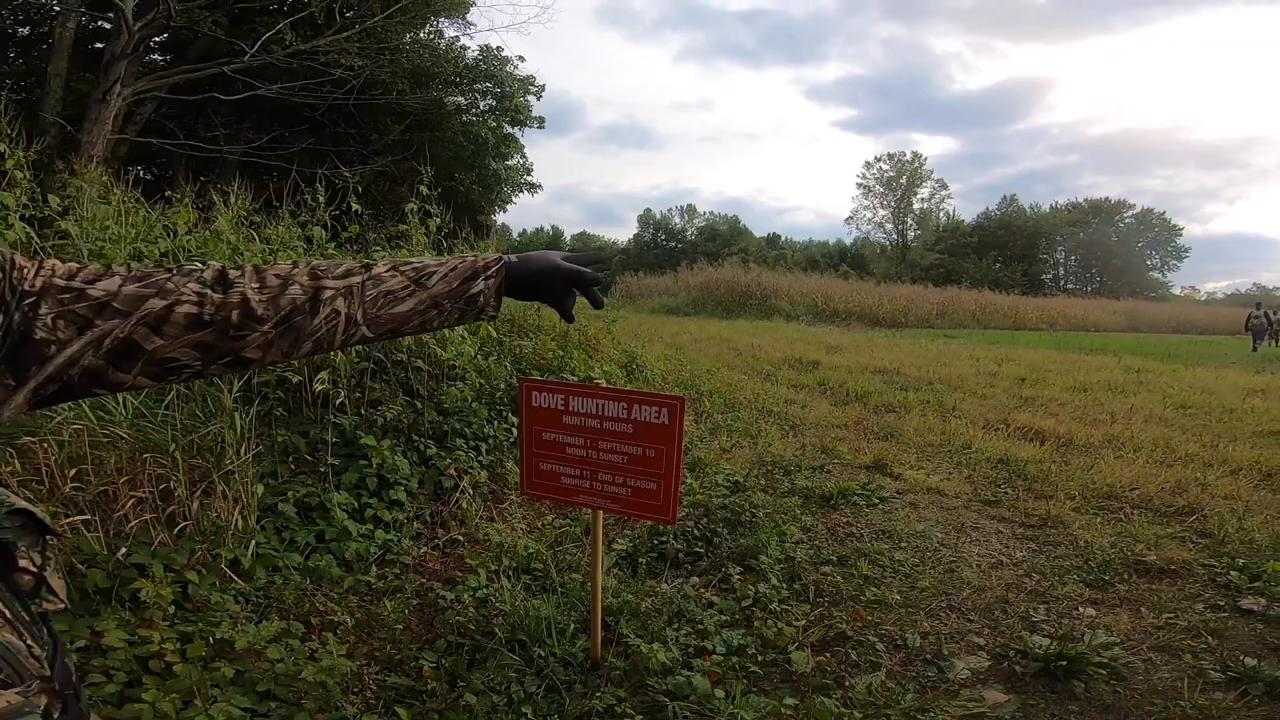 DOVE HUNTING AREA
HUNTING HOURS
SEPTEMBER 1 - SEPTEMBER 10
NOON TO SUNSET
SEPTEMBER 11 - END OF SEASON
SUNRISE TO SUNSET